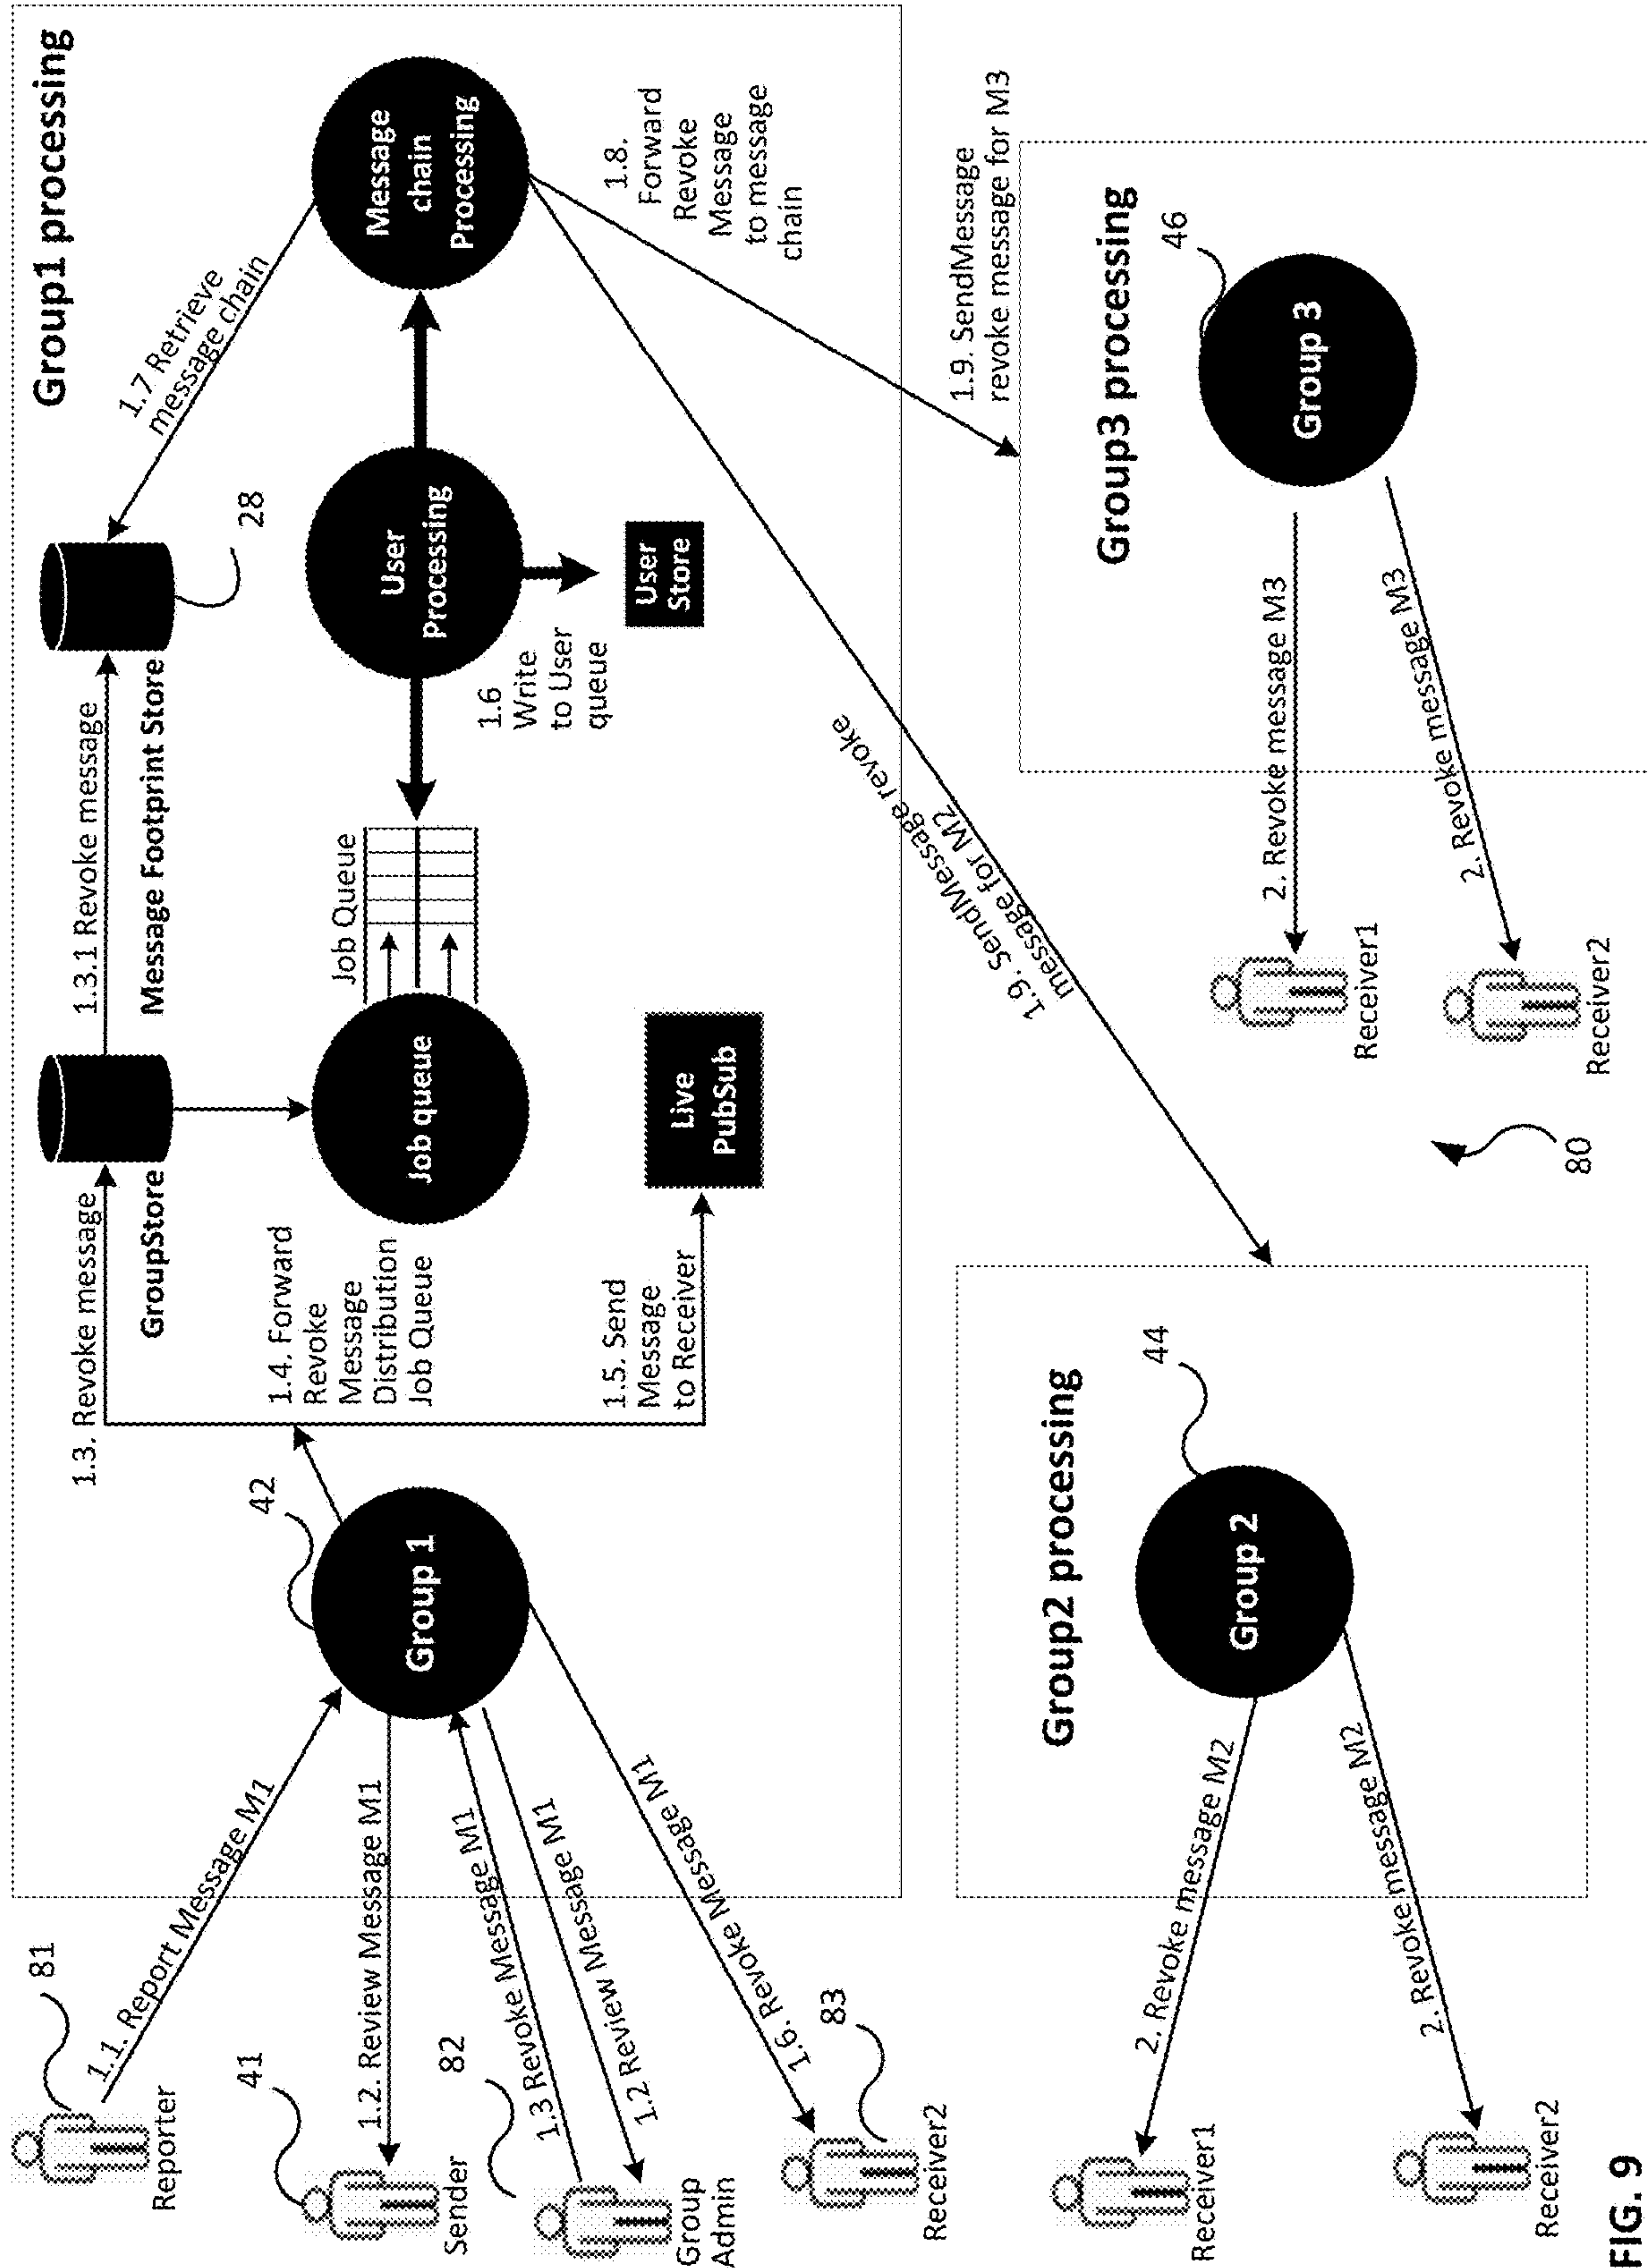 Group1 processing
81
Reporter
1.1. Report Message M1
41
Sender
1.2. Review Message M1
82
Group
Admin
1.3 Revoke Message M1
1.2 Review Message M1
Receiver2
83
1.6. Revoke Message M1
42
Group 1
1.3. Revoke message
GroupStore
1.3.1 Revoke message
Message Footprint Store
28
1.4. Forward
Revoke
Message
Distribution
Job Queue
Job queue
Job Queue
1.5. Send
Message
to Receiver
Live
PubSub
User
Processing
1.6
Write
to User
queue
User
Store
1.7 Retrieve
message chain
Message
chain
Processing
1.8.
Forward
Revoke
Message
to message
chain
1.9. SendMessage revoke
message for M2
1.9. SendMessage
revoke message for M3
Group2 processing
44
Group 2
2. Revoke message M2
Receiver1
2. Revoke message M2
Receiver2
Group3 processing
46
Group 3
2. Revoke message M3
Receiver1
2. Revoke message M3
Receiver2
80
FIG. 9